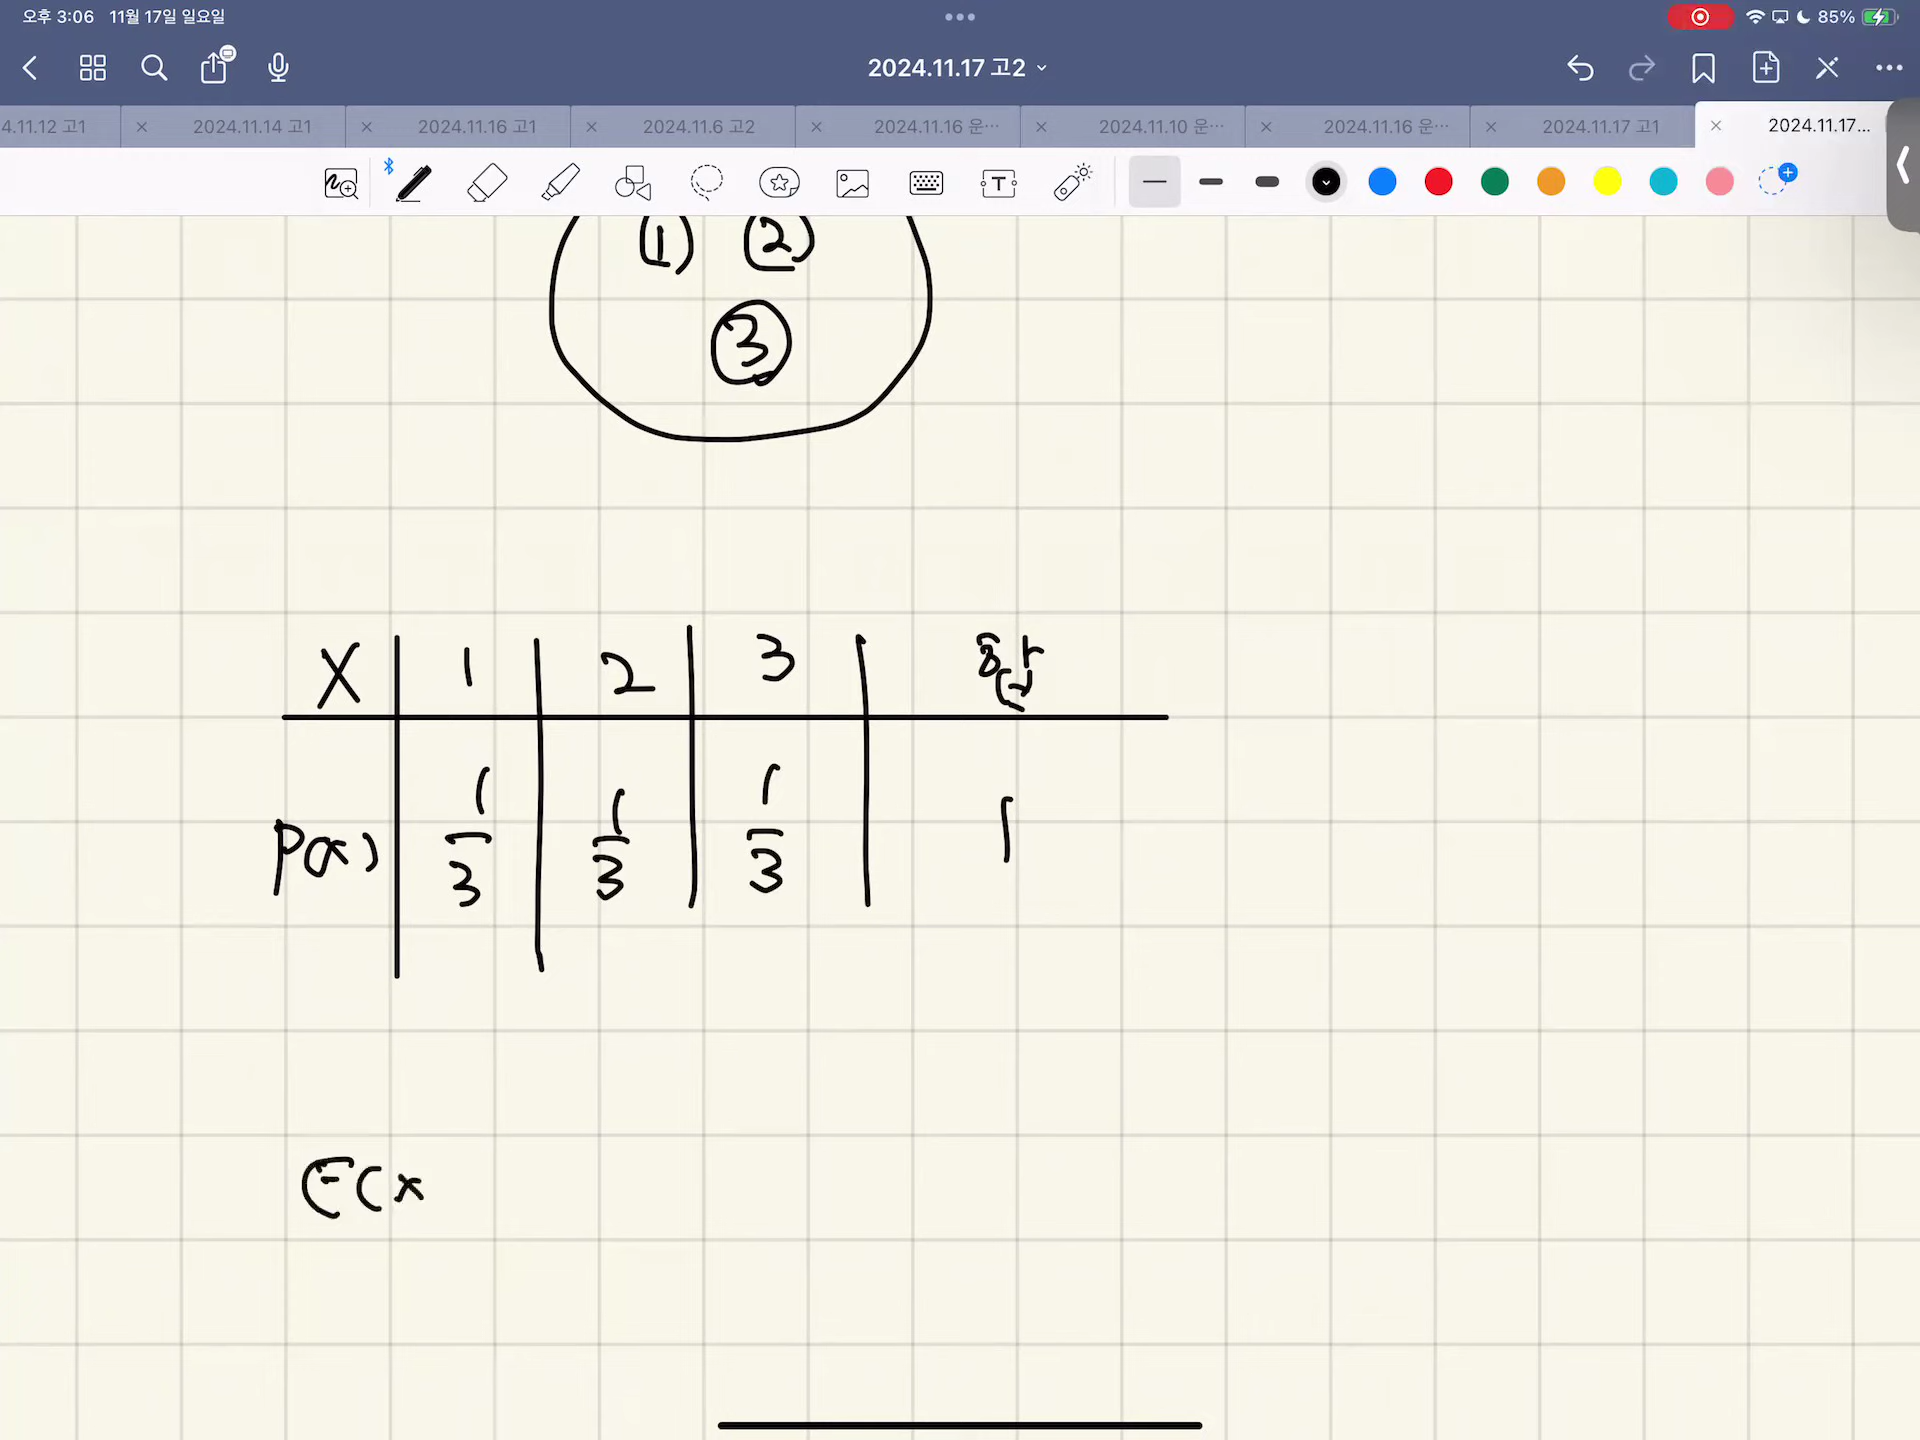 오후 3:06 11월 17일 일요일
85%
2024.11.17 고2
4.11.12 고1
2024.11.14 고1
2024.11.16 고1
2024.11.6 고2
2024.11.16 운…
2024.11.10 운…
2024.11.16 운…
2024.11.17 고1
2024.11.17...
T
1 2
3
X 1 2 3 합
P(x) 1/3 1/3 1/3 1
E(x